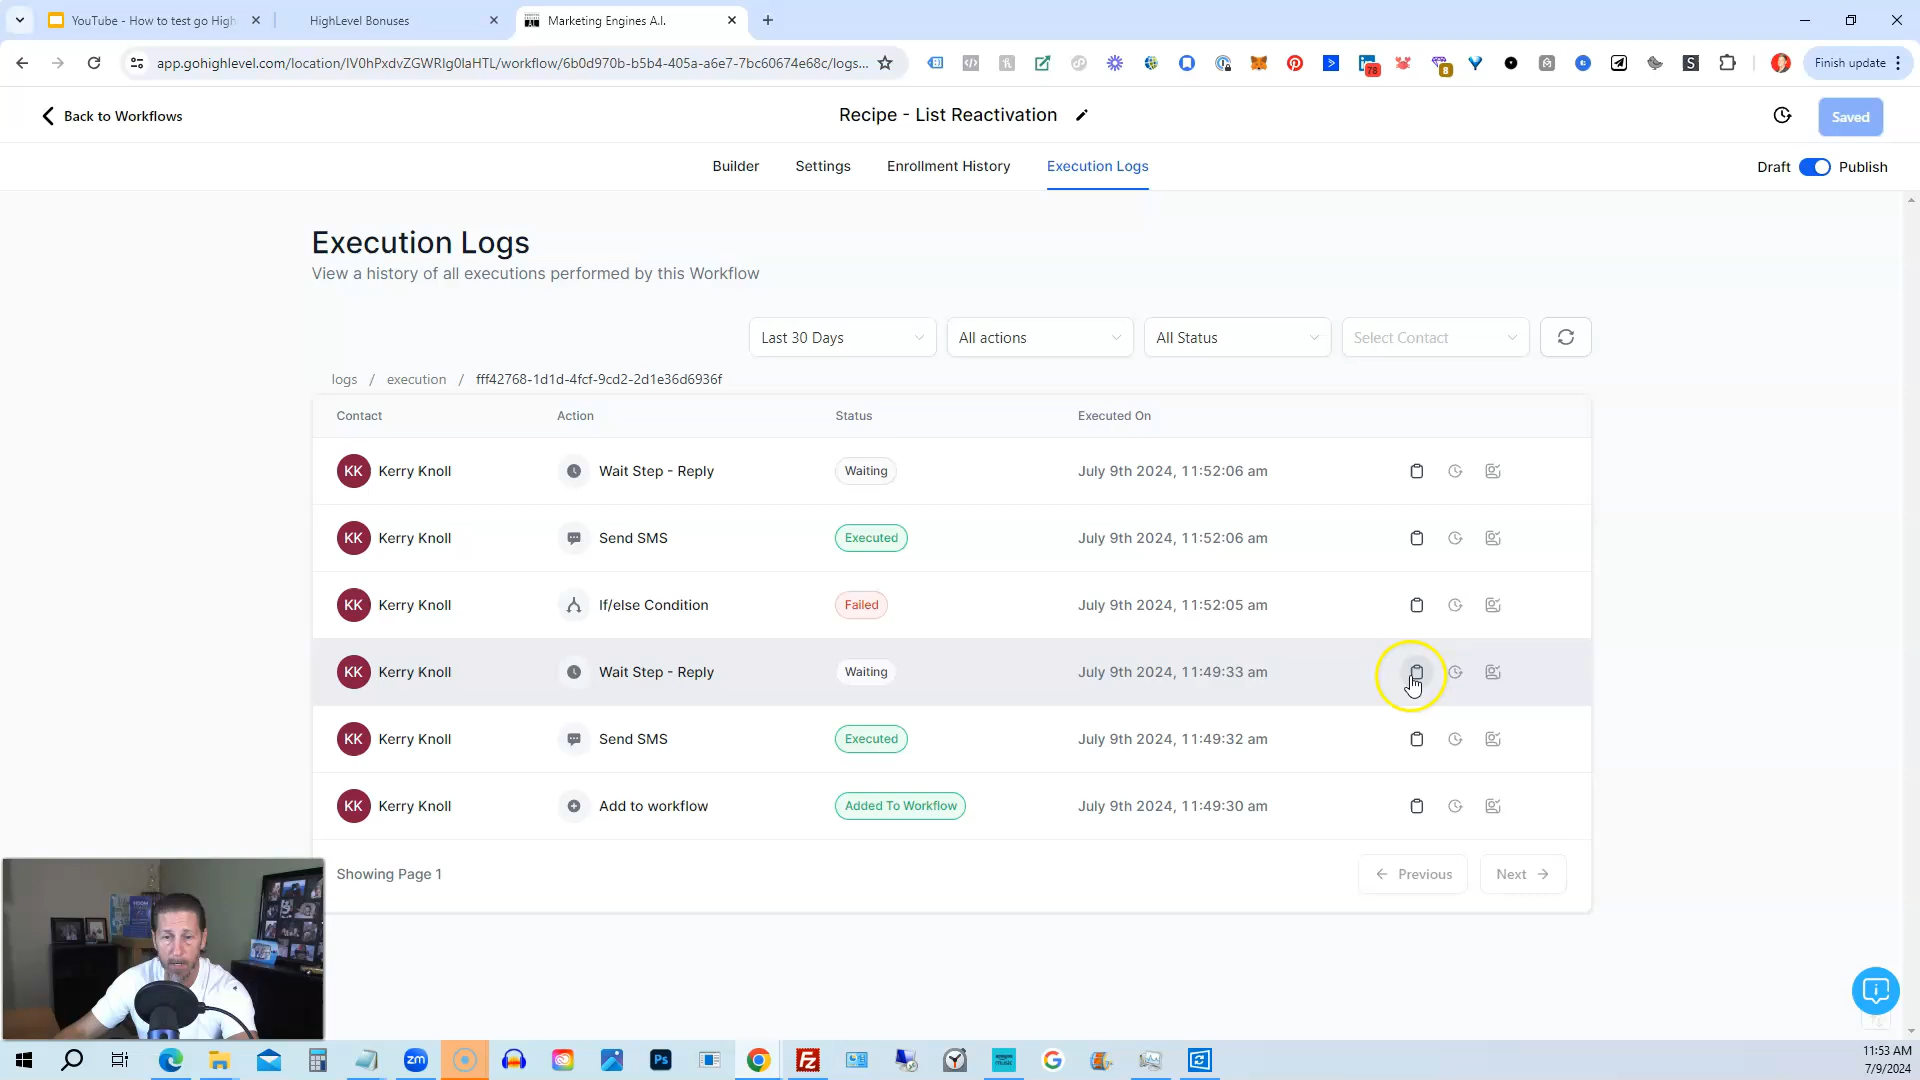 YouTube - How to test go High
HighLevel Bonuses
Marketing Engines A.I.
app.gohighlevel.com/location/IV0hPxdvZGWRlg0laHTL/workflow/6b0d970b-b5b4-405a-a6e7-7bc60674e68c/logs...
78
8
S
Finish update
Back to Workflows
Recipe - List Reactivation
Saved
Builder
Settings
Enrollment History
Execution Logs
Draft
Publish
Execution Logs
View a history of all executions performed by this Workflow
Last 30 Days
All actions
All Status
Select Contact
logs / execution / fff42768-1d1d-4fcf-9cd2-2d1e36d6936f
Contact Action Status Executed On
KK Kerry Knoll Wait Step - Reply Waiting July 9th 2024, 11:52:06 am
KK Kerry Knoll Send SMS Executed July 9th 2024, 11:52:06 am
KK Kerry Knoll If/else Condition Failed July 9th 2024, 11:52:05 am
KK Kerry Knoll Wait Step - Reply Waiting July 9th 2024, 11:49:33 am
KK Kerry Knoll Send SMS Executed July 9th 2024, 11:49:32 am
KK Kerry Knoll Add to workflow Added To Workflow July 9th 2024, 11:49:30 am
Showing Page 1
Previous
Next
zm
Ps
FZ
amazon music
G
11:53 AM
7/9/2024